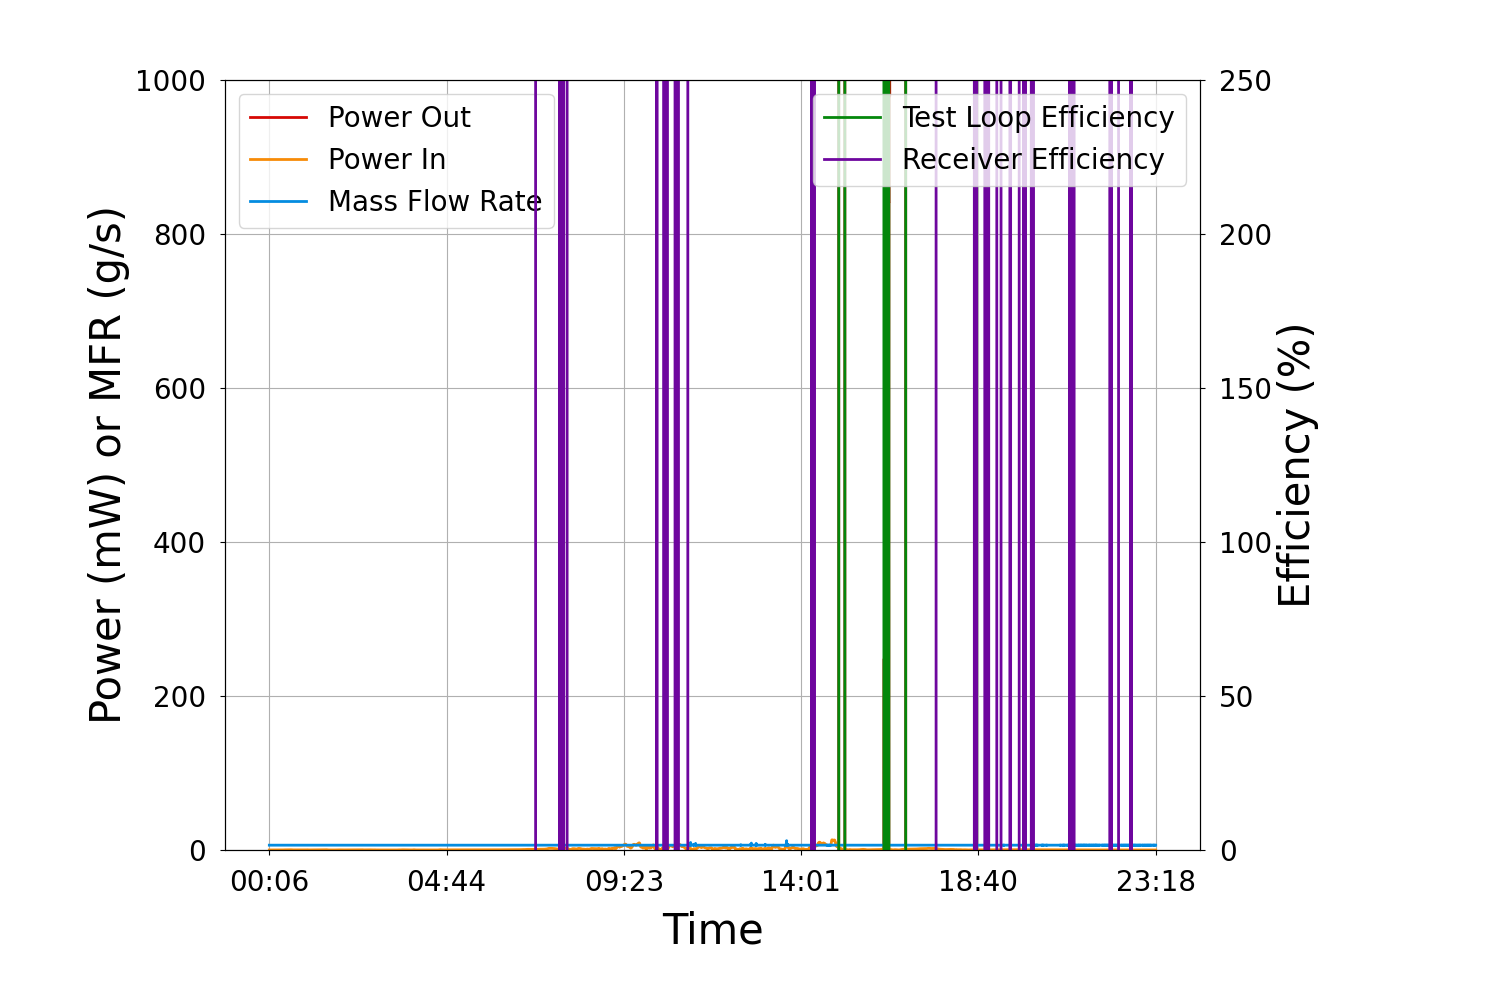 1000
800
600
400
200
0
Power (mW) or MFR (g/s)
Power Out
Power In
Mass Flow Rate
Test Loop Efficiency
Receiver Efficiency
250
200
150
100
50
0
Efficiency (%)
00:06 04:44 09:23 14:01 18:40 23:18
Time